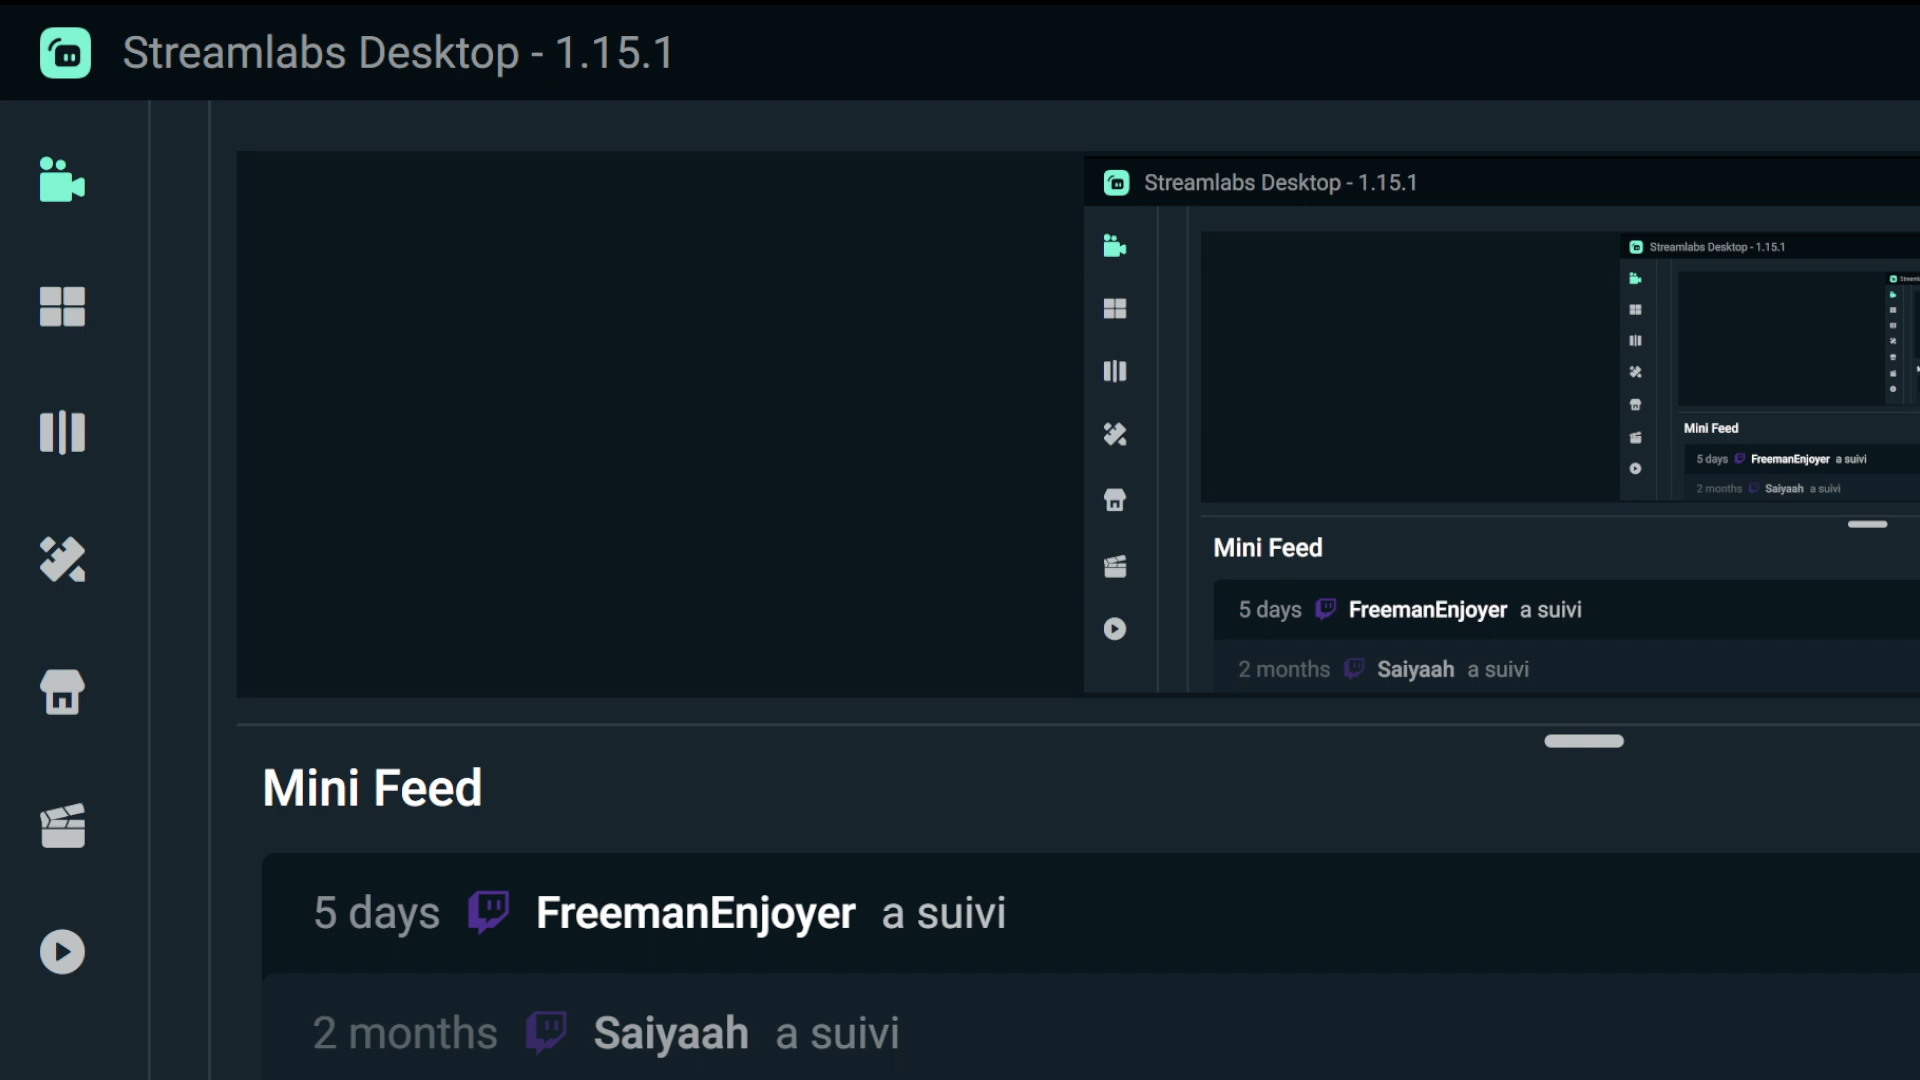 Streamlabs Desktop - 1.15.1
Streamlabs Desktop - 1.15.1
Streamlabs Desktop - 1.15.1
Mini Feed
5 days FreemanEnjoyer a suivi
2 months Saiyaah a suivi
Mini Feed
5 days FreemanEnjoyer a suivi
2 months Saiyaah a suivi
Mini Feed
5 days FreemanEnjoyer a suivi
2 months Saiyaah a suivi